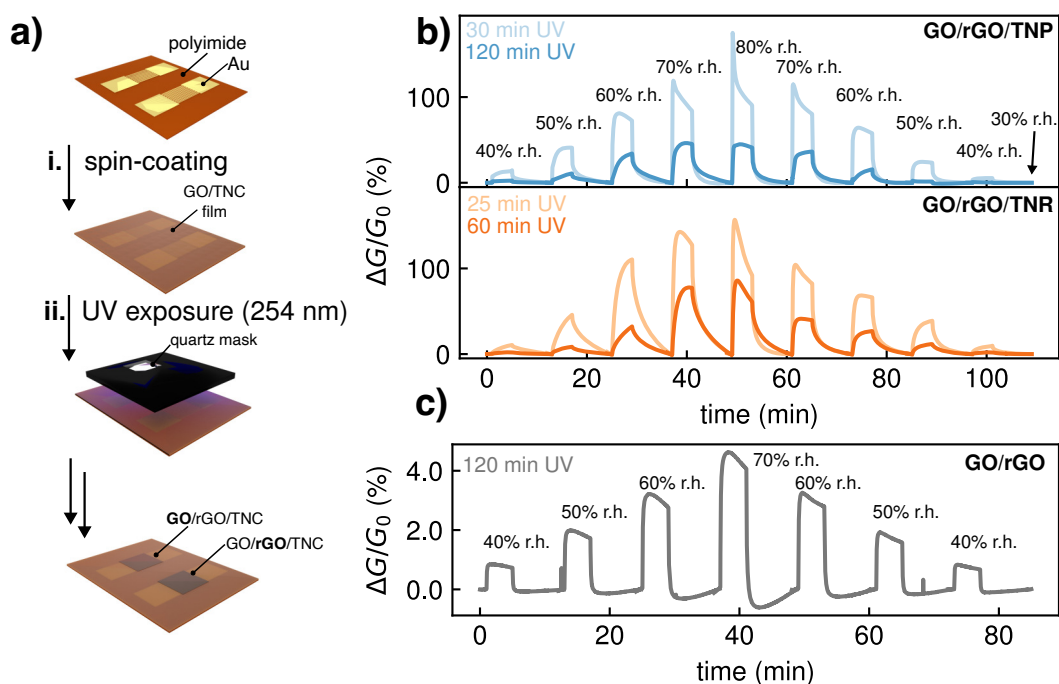 a)
polyimide
Au
i. spin-coating
GO/TNC
film
ii. UV exposure (254 nm)
quartz mask
GO/rGO/TNC
GO/rGO/TNC
b)
30 min UV
120 min UV
GO/rGO/TNP
40% r.h.
50% r.h.
60% r.h.
70% r.h.
80% r.h.
70% r.h.
60% r.h.
50% r.h.
40% r.h.
30% r.h.
100
0
25 min UV
60 min UV
GO/rGO/TNR
100
0
ΔG/G₀ (%)
0 20 40 60 80 100
time (min)
c)
120 min UV
GO/rGO
40% r.h.
50% r.h.
60% r.h.
70% r.h.
60% r.h.
50% r.h.
40% r.h.
4.0
2.0
0.0
ΔG/G₀ (%)
0 20 40 60 80
time (min)